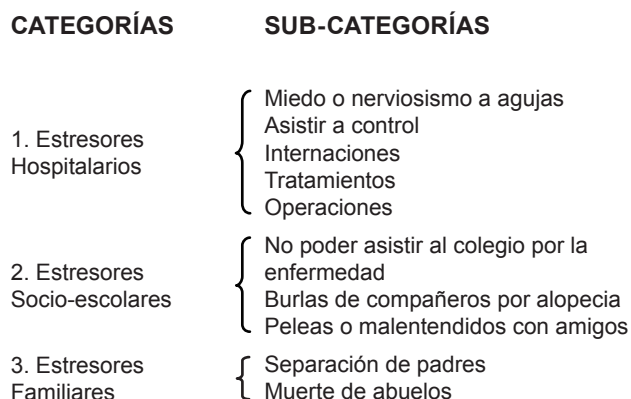 CATEGORÍAS
SUB-CATEGORÍAS
1. Estresores
Hospitalarios
Miedo o nerviosismo a agujas
Asistir a control
Internaciones
Tratamientos
Operaciones
2. Estresores
Socio-escolares
No poder asistir al colegio por la
enfermedad
Burlas de compañeros por alopecia
Peleas o malentendidos con amigos
3. Estresores
Familiares
Separación de padres
Muerte de abuelos